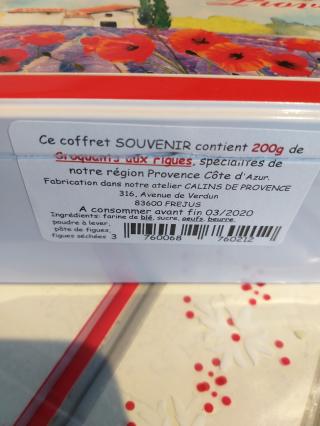 Ce coffret SOUVENIR contient 200g de
Croquants aux figues, spécialités de
notre région Provence Côte d'Azur.
Fabrication dans notre atelier CALINS DE PROVENCE
316, Avenue de Verdun
83600 FREJUS
A consommer avant fin 03/2020
Ingrédients: farine de blé, sucre, oeufs, beurre,
poudre à lever,
pâte de figues,
figues séchées
3 760068 760212